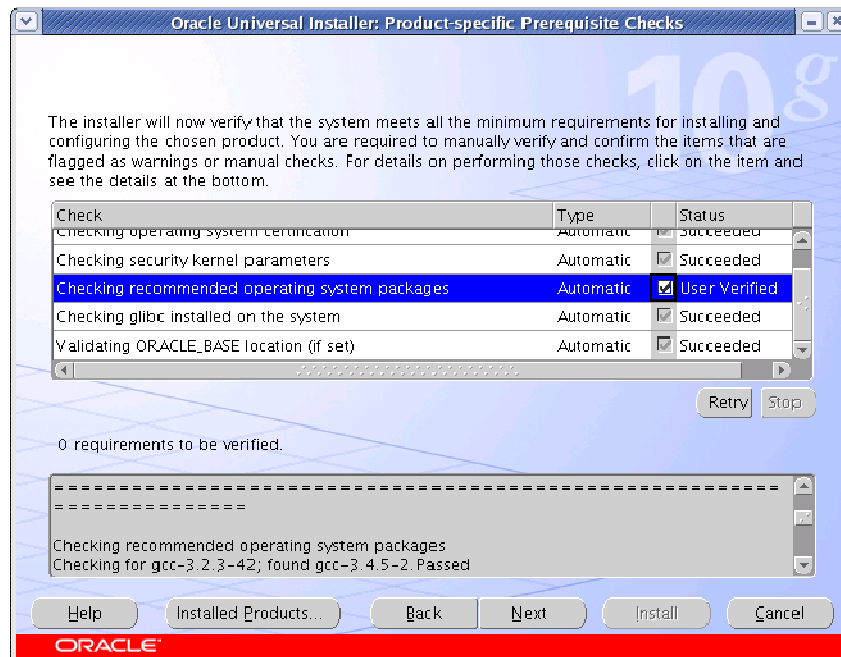 Oracle Universal Installer: Product-specific Prerequisite Checks
10g
The installer will now verify that the system meets all the minimum requirements for installing and
configuring the chosen product. You are required to manually verify and confirm the items that are
flagged as warnings or manual checks. For details on performing those checks, click on the item and
see the details at the bottom.
Check Type Status
Checking operating system certification Automatic Succeeded
Checking security kernel parameters Automatic Succeeded
Checking recommended operating system packages Automatic User Verified
Checking glibc installed on the system Automatic Succeeded
Validating ORACLE_BASE location (if set) Automatic Succeeded
Retry Stop
0 requirements to be verified.
=========================================================
===============
Checking recommended operating system packages
Checking for gcc-3.2.3-42; found gcc-3.4.5-2. Passed
Help Installed Products... Back Next Install Cancel
ORACLE